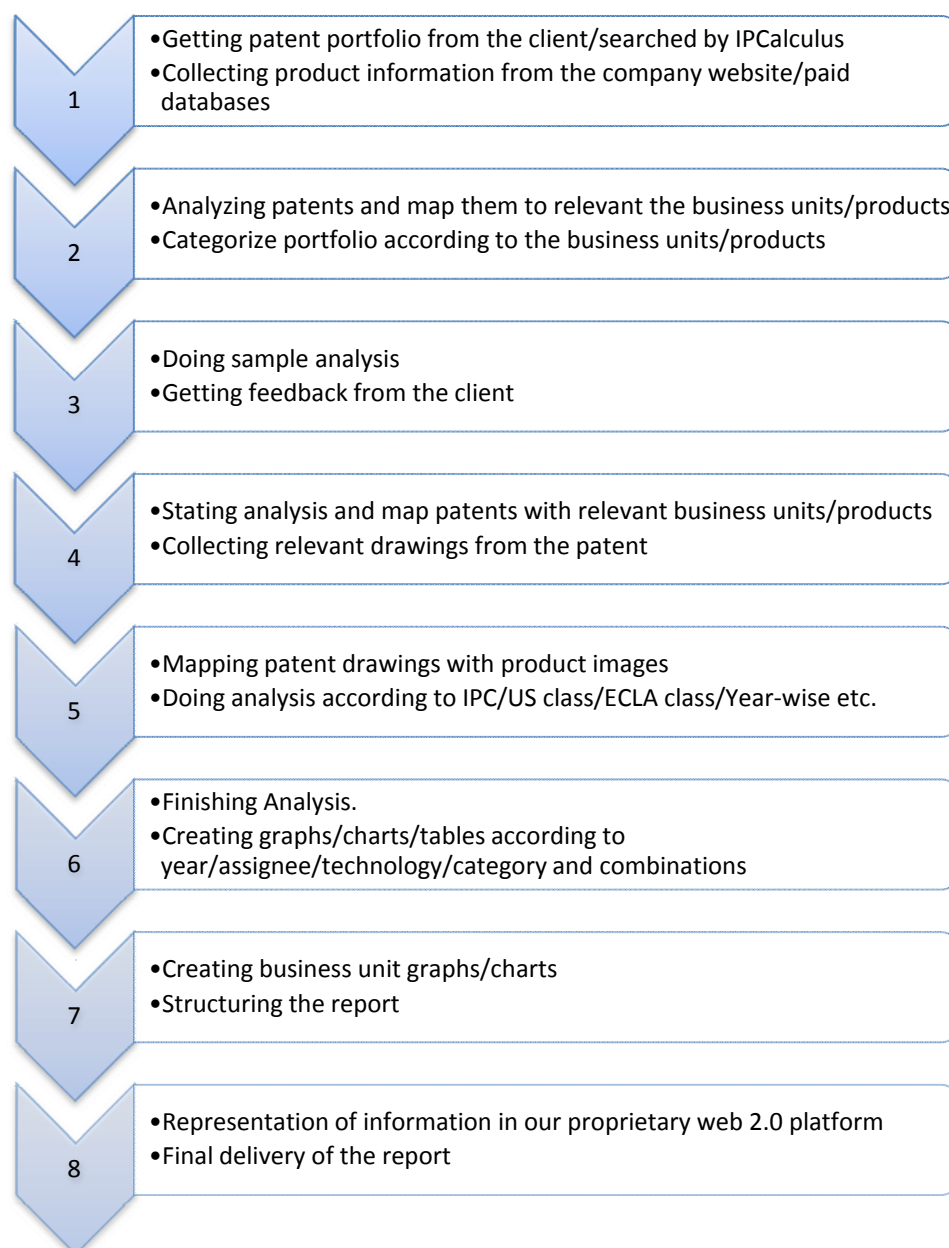 1
•Getting patent portfolio from the client/searched by IPCalculus
•Collecting product information from the company website/paid
databases
2
•Analyzing patents and map them to relevant the business units/products
•Categorize portfolio according to the business units/products
3
•Doing sample analysis
•Getting feedback from the client
4
•Stating analysis and map patents with relevant business units/products
•Collecting relevant drawings from the patent
5
•Mapping patent drawings with product images
•Doing analysis according to IPC/US class/ECLA class/Year-wise etc.
6
•Finishing Analysis.
•Creating graphs/charts/tables according to
year/assignee/technology/category and combinations
7
•Creating business unit graphs/charts
•Structuring the report
8
•Representation of information in our proprietary web 2.0 platform
•Final delivery of the report